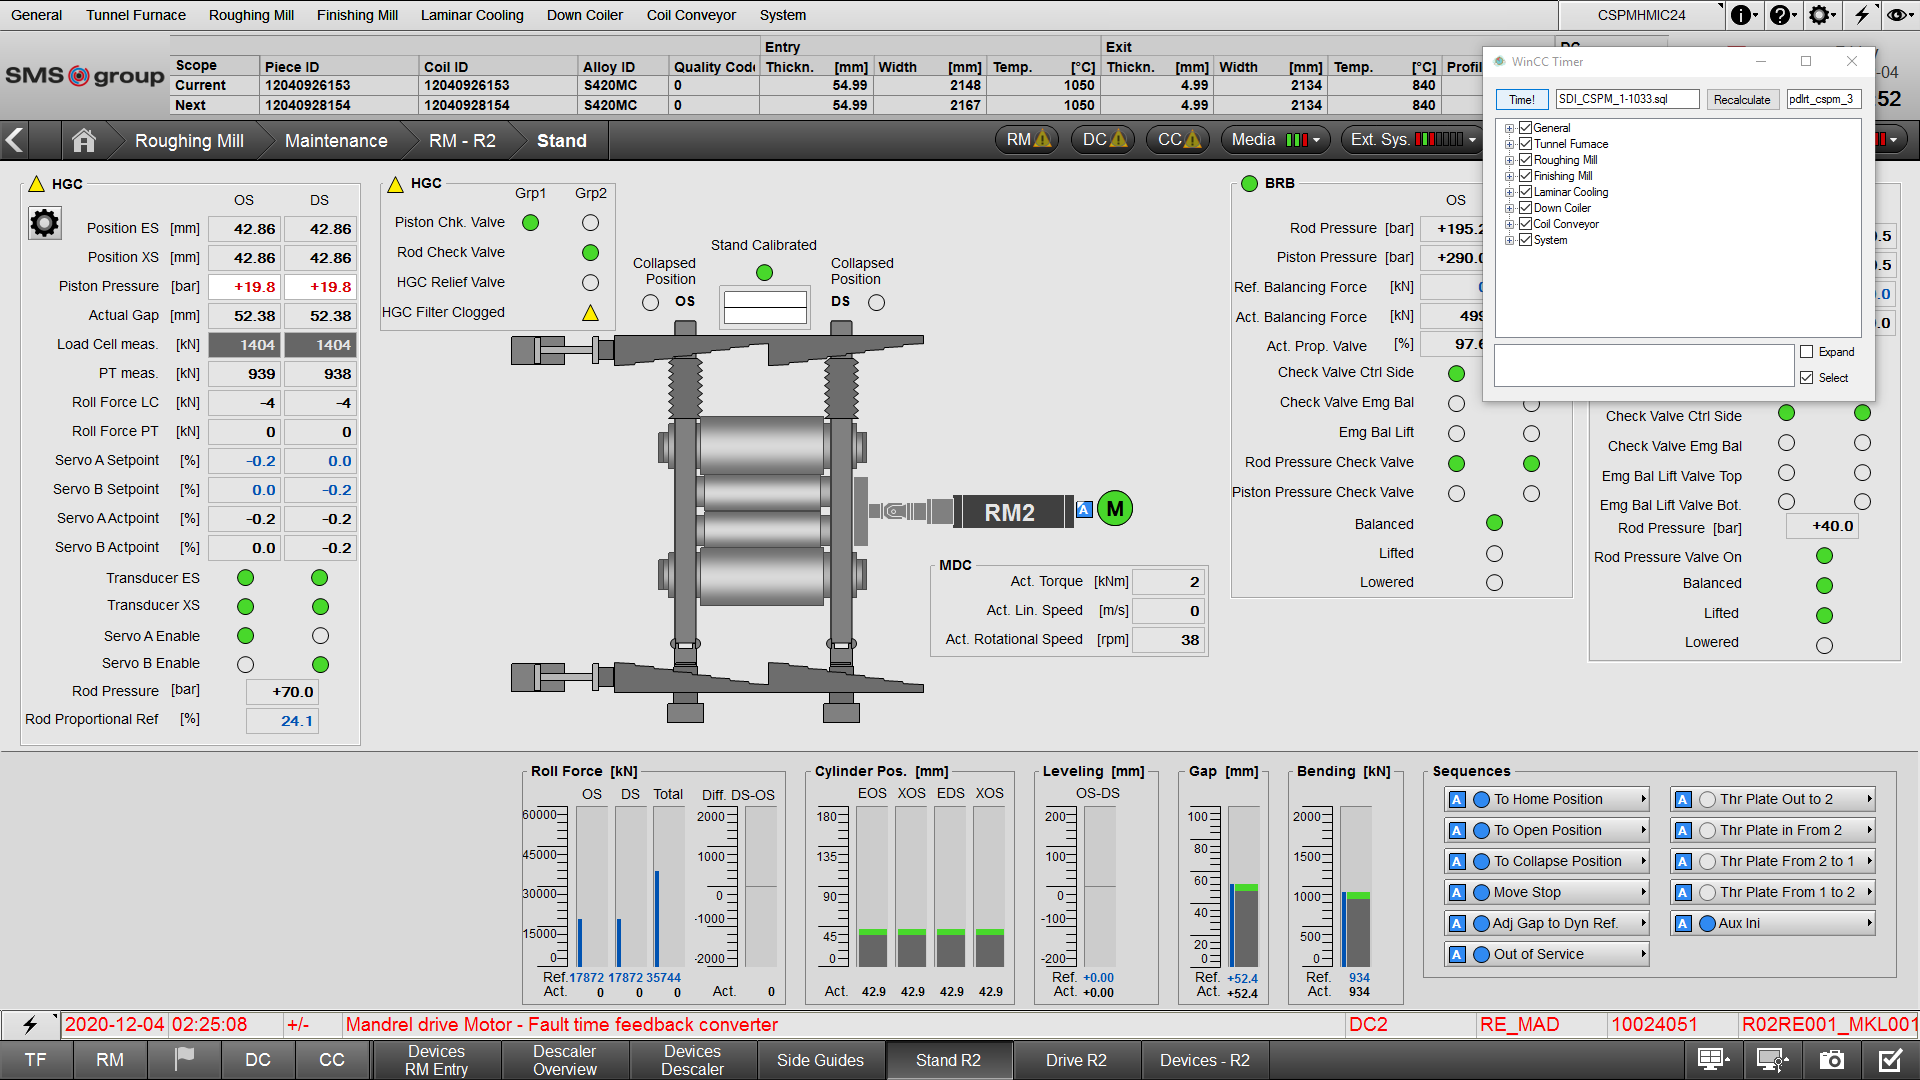 General Tunnel Furnace Roughing Mill Finishing Mill Laminar Cooling Down Coiler Coil Conveyor System CSPMHMIC24
SMS group
Entry Exit
Scope Piece ID Coil ID Alloy ID Quality Code Thickn. [mm] Width [mm] Temp. [°C] Thickn. [mm] Width [mm] Temp. [°C]
Current 12040926153 12040926153 S420MC 0 54.99 2148 1050 4.99 2134 840
Next 12040928154 12040928154 S420MC 0 54.99 2167 1050 4.99 2134 840
-04
:52
Roughing Mill Maintenance RM - R2 Stand RM DC CC Media Ext. Sys.
WinCC Timer
Time! SDI_CSPM_1-1033.sql Recalculate pdlrt_cspm_3
General
Tunnel Furnace
Roughing Mill
Finishing Mill
Laminar Cooling
Down Coiler
Coil Conveyor
System
Expand
Select
HGC
OS DS
Position ES [mm] 42.86 42.86
Position XS [mm] 42.86 42.86
Piston Pressure [bar] +19.8 +19.8
Actual Gap [mm] 52.38 52.38
Load Cell meas. [kN] 1404 1404
PT meas. [kN] 939 938
Roll Force LC [kN] -4 -4
Roll Force PT [kN] 0 0
Servo A Setpoint [%] -0.2 0.0
Servo B Setpoint [%] 0.0 -0.2
Servo A Actpoint [%] -0.2 -0.2
Servo B Actpoint [%] 0.0 -0.2
Transducer ES
Transducer XS
Servo A Enable
Servo B Enable
Rod Pressure [bar] +70.0
Rod Proportional Ref [%] 24.1
HGC
Grp1 Grp2
Piston Chk. Valve
Rod Check Valve
HGC Relief Valve
HGC Filter Clogged
Stand Calibrated
Collapsed Position OS
Collapsed Position DS
RM2 A M
MDC
Act. Torque [kNm] 2
Act. Lin. Speed [m/s] 0
Act. Rotational Speed [rpm] 38
BRB
OS
Rod Pressure [bar] +195.2
Piston Pressure [bar] +290.0
Ref. Balancing Force [kN] 0
Act. Balancing Force [kN] 499
Act. Prop. Valve [%] 97.6
Check Valve Ctrl Side
Check Valve Emg Bal
Emg Bal Lift
Rod Pressure Check Valve
Piston Pressure Check Valve
Balanced
Lifted
Lowered
.5
.5
.0
.0
Check Valve Ctrl Side
Check Valve Emg Bal
Emg Bal Lift Valve Top
Emg Bal Lift Valve Bot.
Rod Pressure [bar] +40.0
Rod Pressure Valve On
Balanced
Lifted
Lowered
Roll Force [kN]
OS DS Total Diff. DS-OS
60000
45000
30000
15000
0
2000
1000
0
-1000
-2000
Ref. 17872 17872 35744
Act. 0 0 0 Act. 0
Cylinder Pos. [mm]
EOS XOS EDS XOS
180
135
90
45
0
Act. 42.9 42.9 42.9 42.9
Leveling [mm]
OS-DS
200
100
0
-100
-200
Ref. +0.00
Act. +0.00
Gap [mm]
100
80
60
40
20
0
Ref. +52.4
Act. +52.4
Bending [kN]
2000
1500
1000
500
0
Ref. 934
Act. 934
Sequences
A To Home Position A Thr Plate Out to 2
A To Open Position A Thr Plate in From 2
A To Collapse Position A Thr Plate From 2 to 1
A Move Stop A Thr Plate From 1 to 2
A Adj Gap to Dyn Ref. A Aux Ini
A Out of Service
2020-12-04 02:25:08 +/- Mandrel drive Motor - Fault time feedback converter DC2 RE_MAD 10024051 R02RE001_MKL001
TF RM DC CC Devices RM Entry Descaler Overview Devices Descaler Side Guides Stand R2 Drive R2 Devices - R2